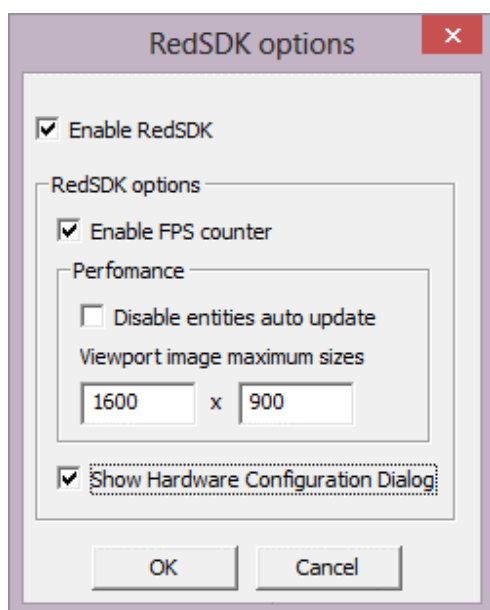 RedSDK options
Enable RedSDK
RedSDK options
Enable FPS counter
Perfomance
Disable entities auto update
Viewport image maximum sizes
1600 x 900
Show Hardware Configuration Dialog
OK Cancel